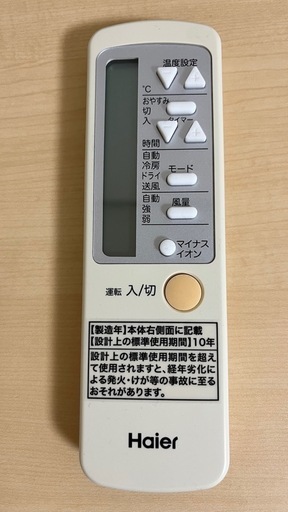 温度設定
℃
おやすみ
切
入
タイマー
時間
自動
冷房
ドライ
送風
モード
自動
強
弱
風量
マイナス
イオン
運転 入/切
【製造年】本体右側面に記載
【設計上の標準使用期間】10年
設計上の標準使用期間を超え
て使用されますと、経年劣化に
よる発火・けが等の事故に至る
おそれがあります。
Haier